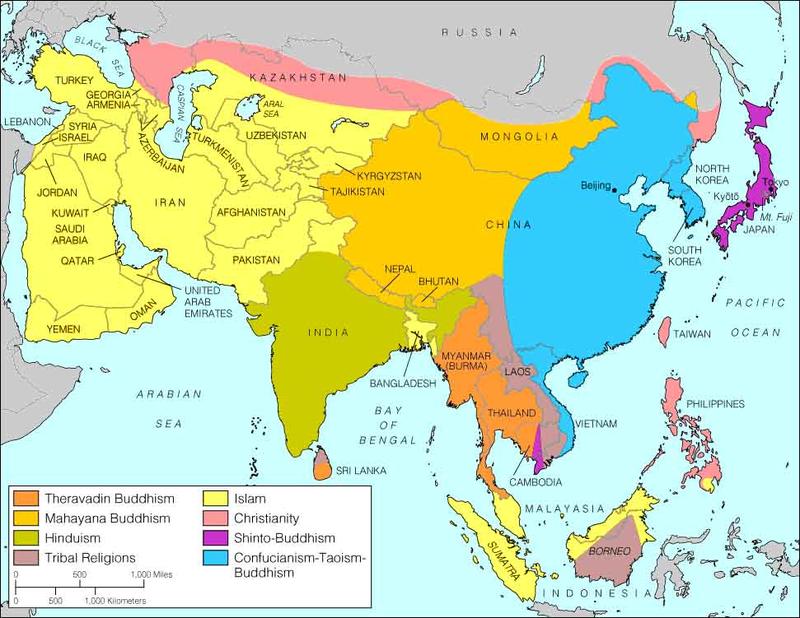 RUSSIA
BLACK SEA
KAZAKHSTAN
TURKEY
GEORGIA
ARMENIA
CASPIAN SEA
ARAL
SEA
MONGOLIA
LEBANON
SYRIA
ISRAEL
AZERBAIJAN
TURKMENISTAN
UZBEKISTAN
IRAQ
KYRGYZSTAN
TAJIKISTAN
NORTH
KOREA
Beijing
Tokyo
Kyōtō
Mt. Fuji
JAPAN
JORDAN
IRAN
AFGHANISTAN
CHINA
KUWAIT
SAUDI
ARABIA
QATAR
PAKISTAN
SOUTH
KOREA
NEPAL
BHUTAN
UNITED
ARAB
EMIRATES
OMAN
YEMEN
INDIA
PACIFIC
OCEAN
TAIWAN
MYANMAR
(BURMA)
LAOS
BANGLADESH
ARABIAN
SEA
BAY
OF
BENGAL
THAILAND
VIETNAM
PHILIPPINES
CAMBODIA
SRI LANKA
MALAYASIA
SUMATRA
BORNEO
INDONESIA
Theravadin Buddhism
Mahayana Buddhism
Hinduism
Tribal Religions
Islam
Christianity
Shinto-Buddhism
Confucianism-Taoism-
Buddhism
0 500 1,000 Miles
0 500 1,000 Kilometers